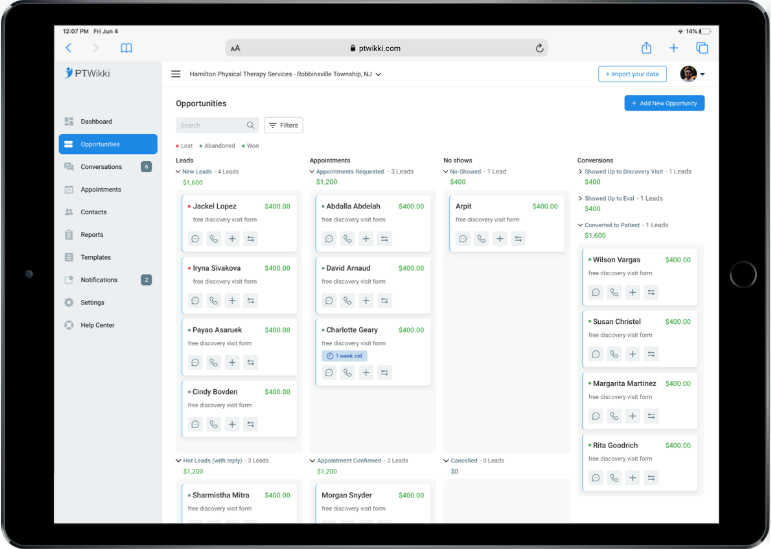 12:07 PM Fri Jun 4
14%
AA
ptwikki.com
PTWikki
Hamilton Physical Therapy Services - Robbinsville Township, NJ
+ Import your data
Dashboard
Opportunities
Conversations 6
Appointments
Contacts
Reports
Templates
Notifications 2
Settings
Help Center
Opportunities
+ Add New Opportunity
Search
Filters
Lost
Abandoned
Won
Leads
New Leads - 4 Leads
$1,600
Jackel Lopez $400.00
free discovery visit form
Iryna Sivakova $400.00
free discovery visit form
Payao Asaruek $400.00
free discovery visit form
Cindy Bovden $400.00
free discovery visit form
Hot Leads (with reply) - 3 Leads
$1,200
Sharmistha Mitra $400.00
free discovery visit form
Appointments
Appointments Requested - 3 Leads
$1,200
Abdalla Abdelah $400.00
free discovery visit form
David Arnaud $400.00
free discovery visit form
Charlotte Geary $400.00
free discovery visit form
1 week old
Appointment Confirmed - 3 Leads
$1,200
Morgan Snyder $400.00
free discovery visit form
No shows
No-Showed - 1 Lead
$400
Arpit $400.00
free discovery visit form
Cancelled - 0 Leads
$0
Conversions
Showed Up to Discovery Visit - 1 Leads
$400
Showed Up to Eval - 1 Leads
$400
Converted to Patient - 1 Leads
$1,600
Wilson Vargas $400.00
free discovery visit form
Susan Christel $400.00
free discovery visit form
Margarita Martinez $400.00
free discovery visit form
Rita Goodrich $400.00
free discovery visit form